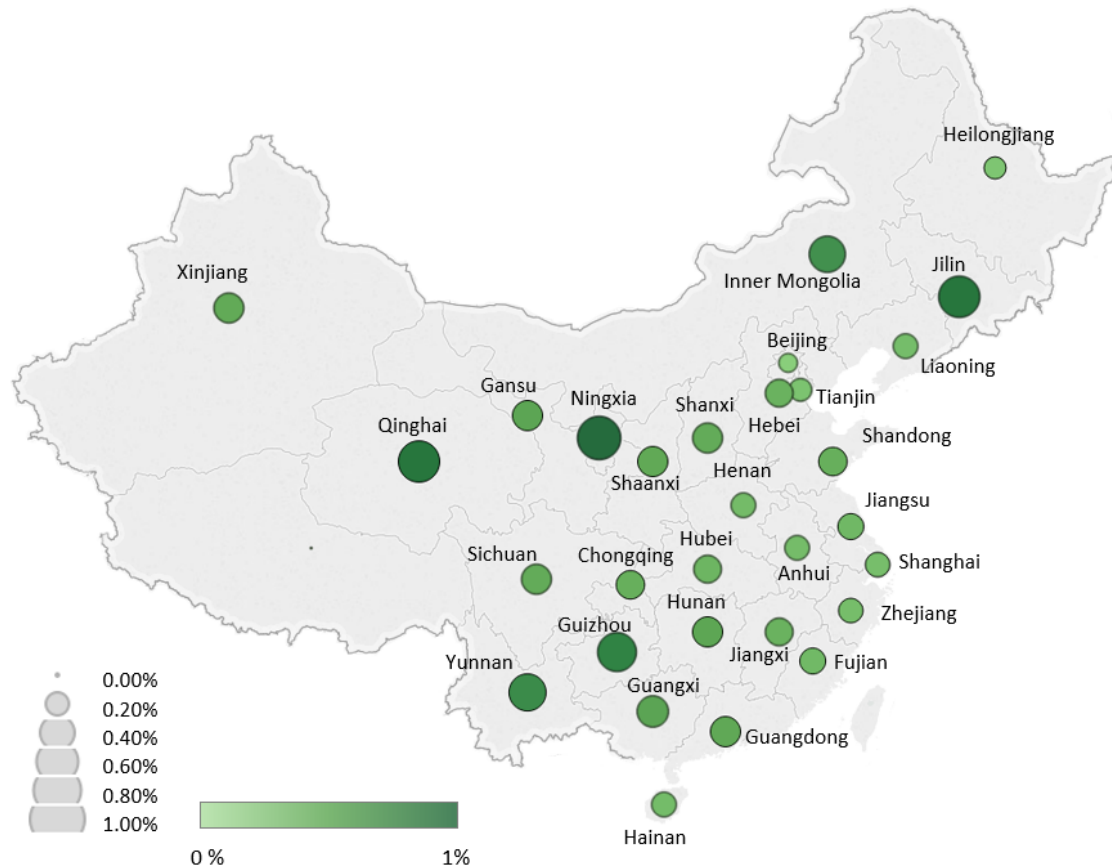 Heilongjiang
Xinjiang
Inner Mongolia
Jilin
Beijing
Liaoning
Gansu
Ningxia
Shanxi
Tianjin
Qinghai
Hebei
Shandong
Shaanxi
Henan
Jiangsu
Hubei
Sichuan
Chongqing
Anhui
Shanghai
Hunan
Zhejiang
Guizhou
Jiangxi
Fujian
Yunnan
Guangxi
Guangdong
Hainan
0.00%
0.20%
0.40%
0.60%
0.80%
1.00%
0 %
1%